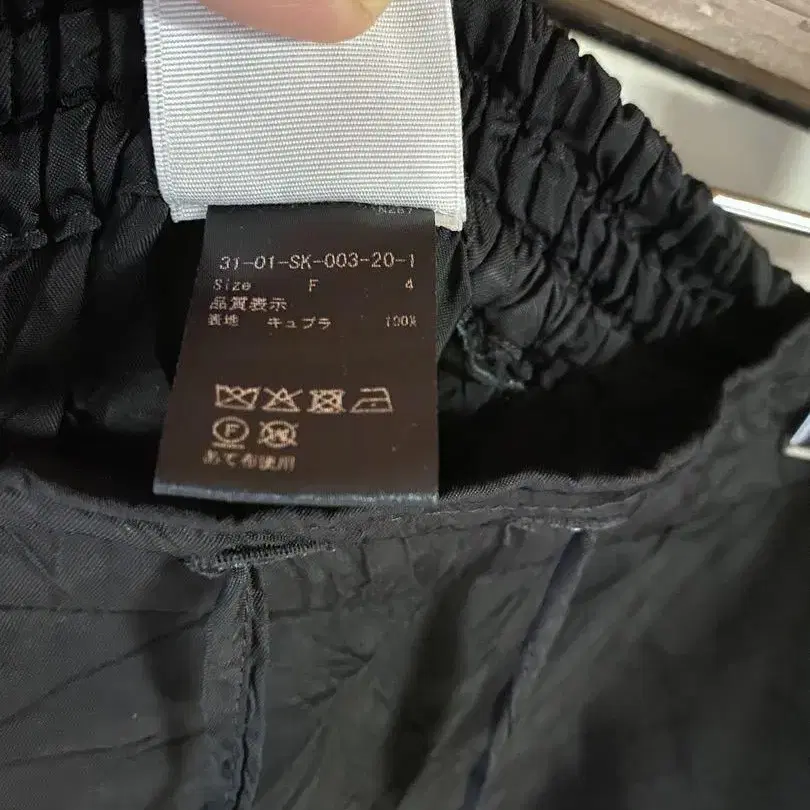 31-01-SK-003-20-1
Size F 4
品質表示
表地 キュプラ 100%
F
W
あて布使用